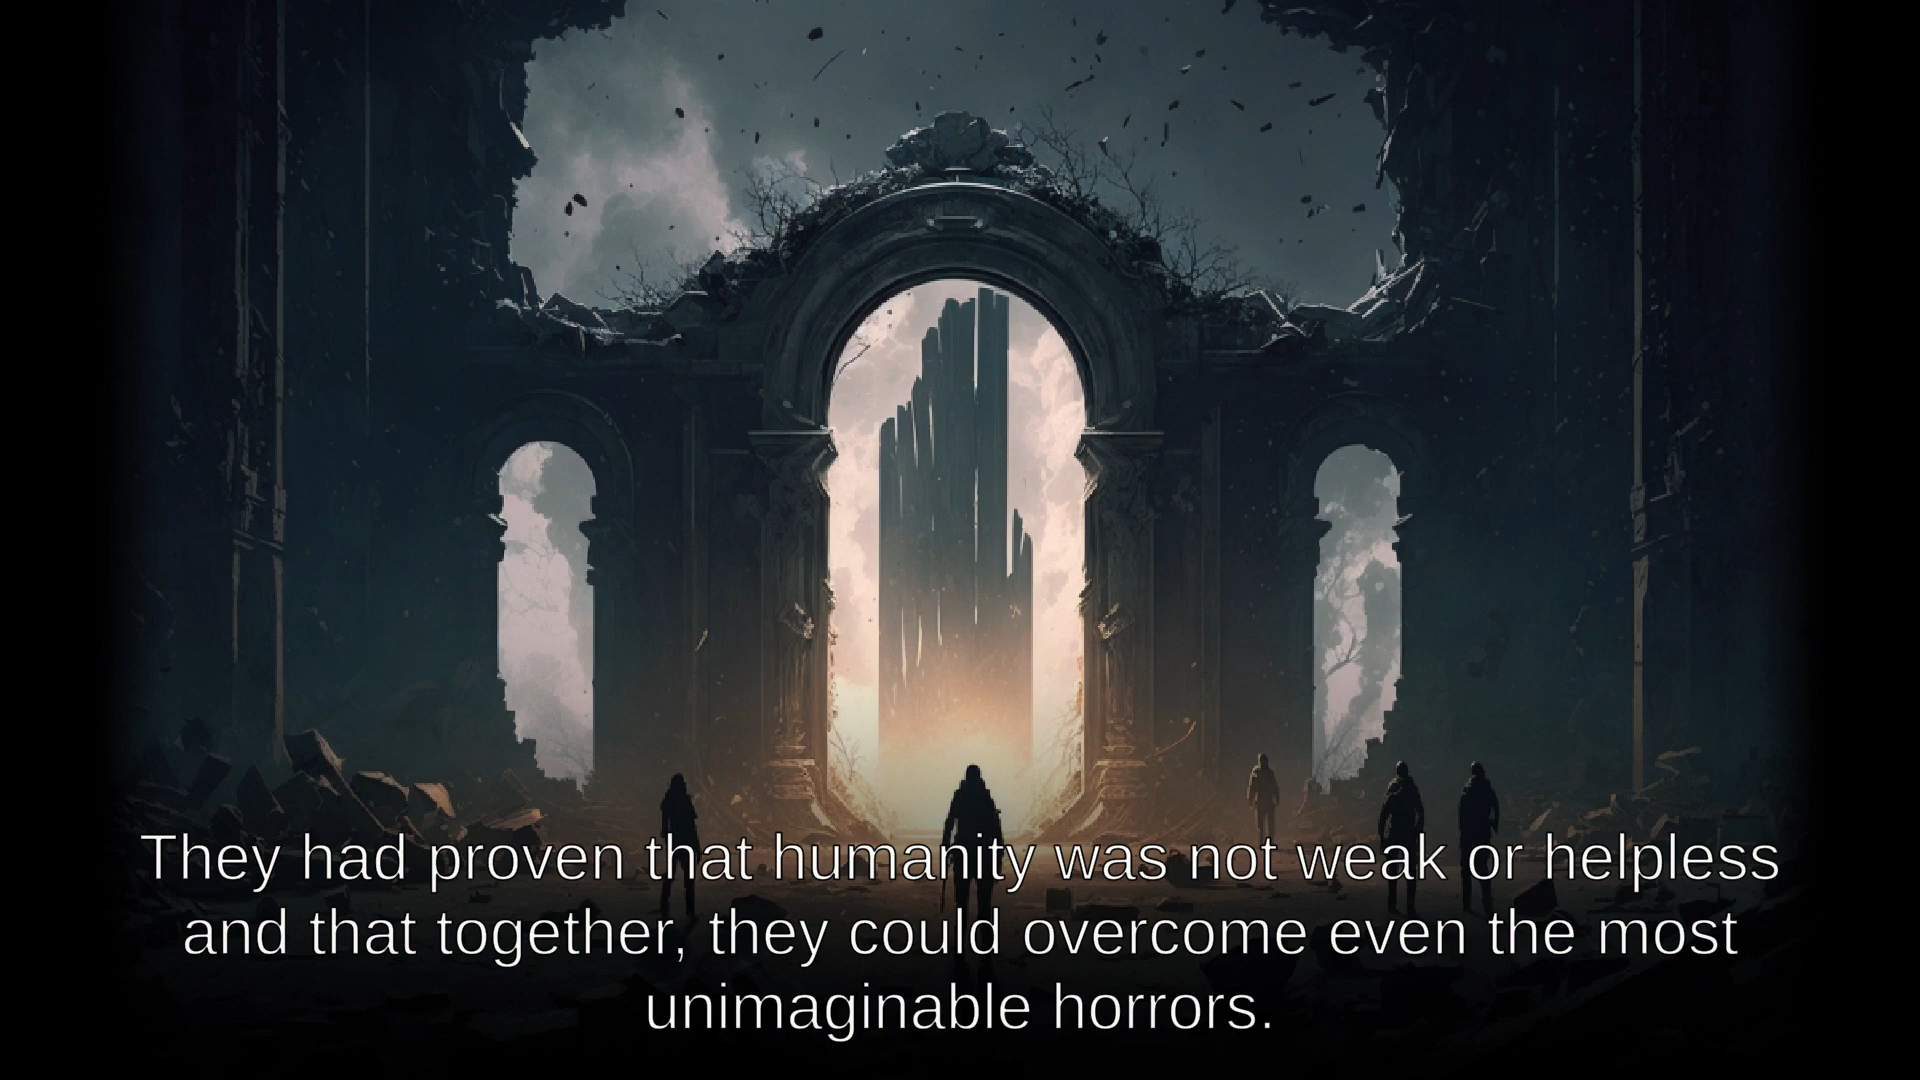 They had proven that humanity was not weak or helpless
and that together, they could overcome even the most
unimaginable horrors.